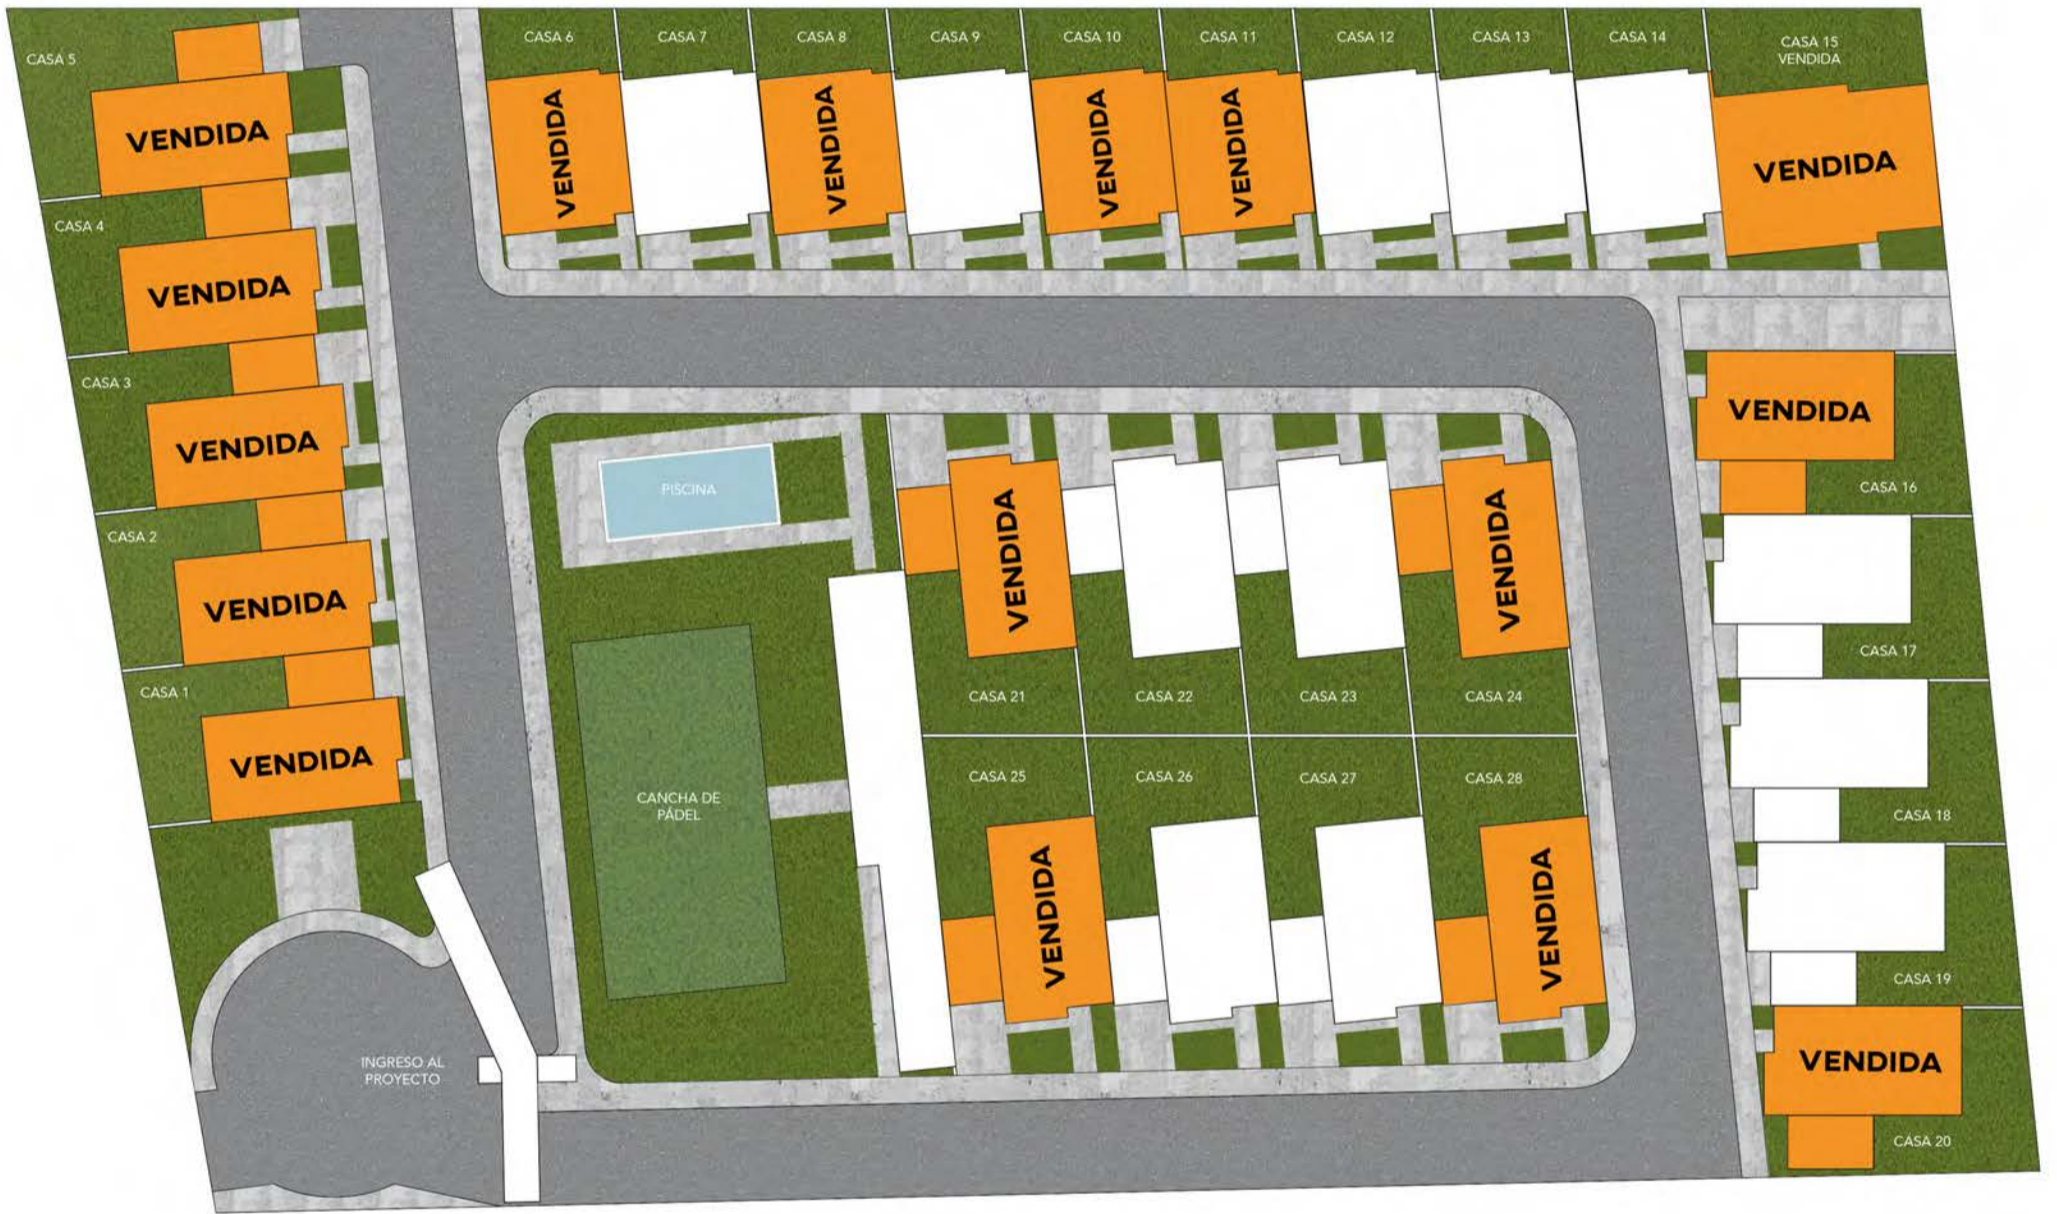 CASA 5
VENDIDA
CASA 4
VENDIDA
CASA 3
VENDIDA
CASA 2
VENDIDA
CASA 1
VENDIDA
CASA 6
VENDIDA
CASA 7
CASA 8
VENDIDA
CASA 9
CASA 10
VENDIDA
CASA 11
VENDIDA
CASA 12
CASA 13
CASA 14
CASA 15
VENDIDA
VENDIDA
VENDIDA
CASA 16
CASA 17
CASA 18
CASA 19
VENDIDA
CASA 20
PISCINA
CANCHA DE
PÁDEL
VENDIDA
CASA 21
CASA 22
CASA 23
VENDIDA
CASA 24
CASA 25
VENDIDA
CASA 26
CASA 27
CASA 28
VENDIDA
INGRESO AL
PROYECTO